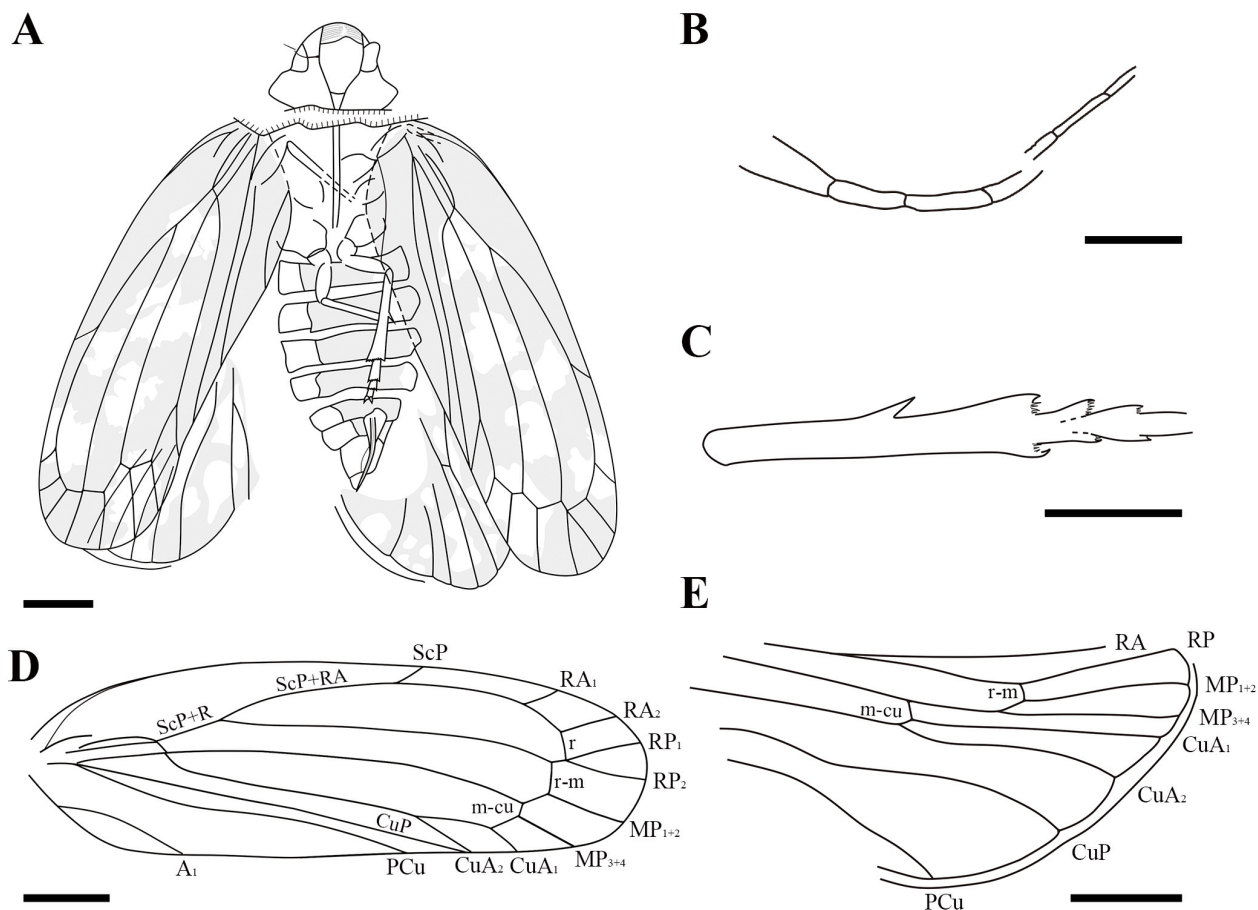 A
B
C
D
ScP
ScP+RA
RA₁
ScP+R
RA₂
r
RP₁
r-m
RP₂
m-cu
CuP
MP₁₊₂
A₁
PCu
CuA₂
CuA₁
MP₃₊₄
E
RA
RP
r-m
MP₁₊₂
m-cu
MP₃₊₄
CuA₁
CuA₂
CuP
PCu